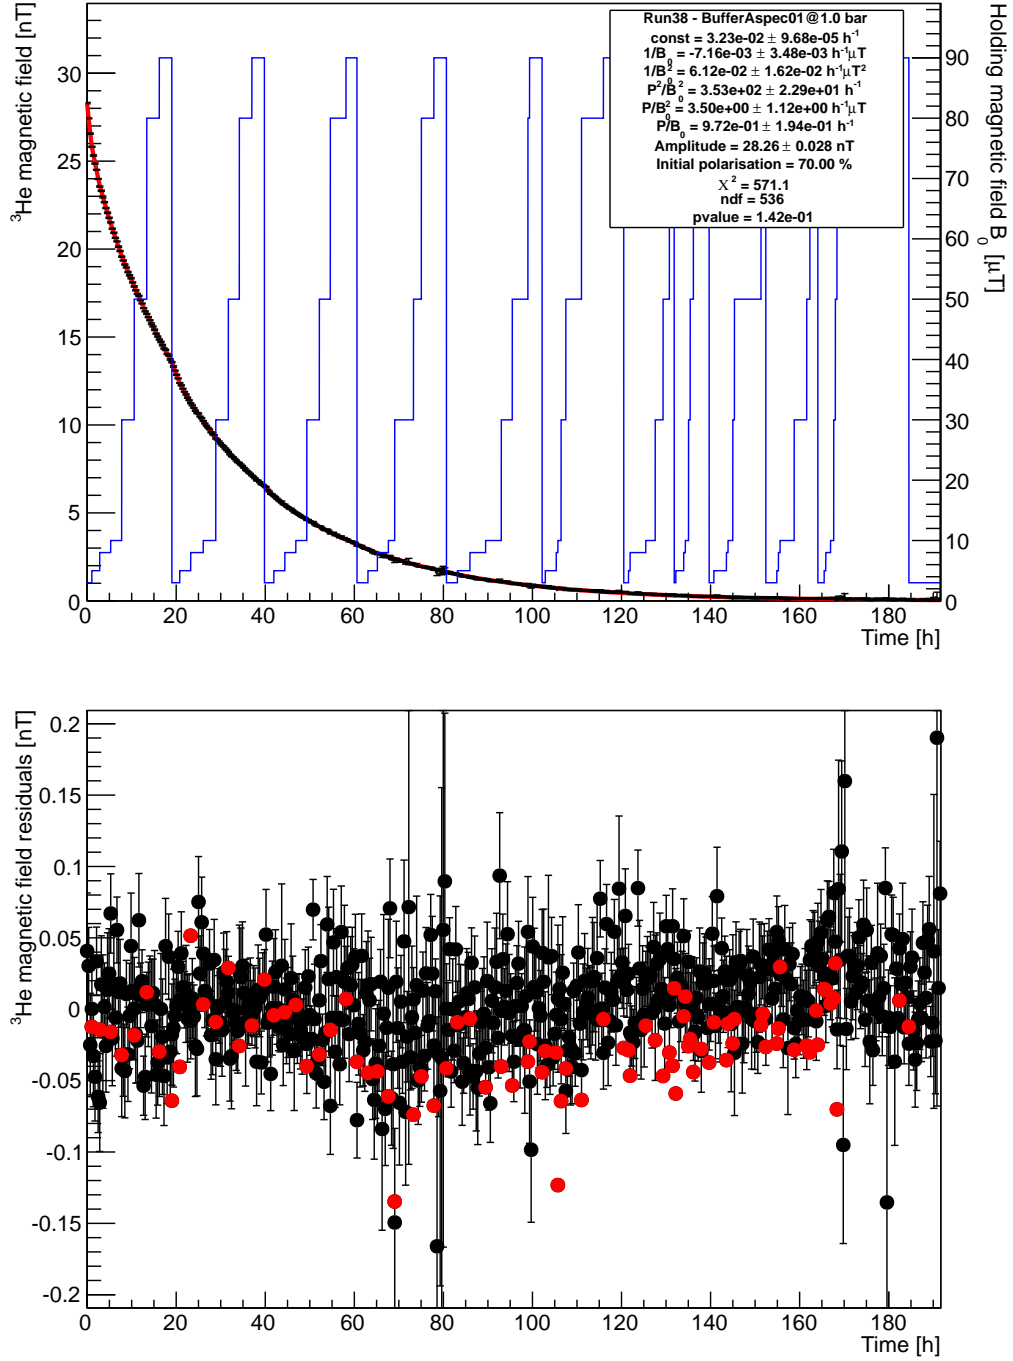 ³He magnetic field [nT]
30
25
20
15
10
5
0
Run38 - BufferAspec01@1.0 bar
const = 3.23e-02 ± 9.68e-05 h⁻¹
1/B₀ = -7.16e-03 ± 3.48e-03 h⁻¹μT
1/B₀² = 6.12e-02 ± 1.62e-02 h⁻¹μT²
P²/B₀² = 3.53e+02 ± 2.29e+01 h⁻¹
P/B₀² = 3.50e+00 ± 1.12e+00 h⁻¹μT
P/B₀ = 9.72e-01 ± 1.94e-01 h⁻¹
Amplitude = 28.26 ± 0.028 nT
Initial polarisation = 70.00 %
Χ² = 571.1
ndf = 536
pvalue = 1.42e-01
Holding magnetic field B₀ [μT]
90
80
70
60
50
40
30
20
10
0
0 20 40 60 80 100 120 140 160 180
Time [h]
³He magnetic field residuals [nT]
0.2
0.15
0.1
0.05
0
-0.05
-0.1
-0.15
-0.2
0 20 40 60 80 100 120 140 160 180
Time [h]